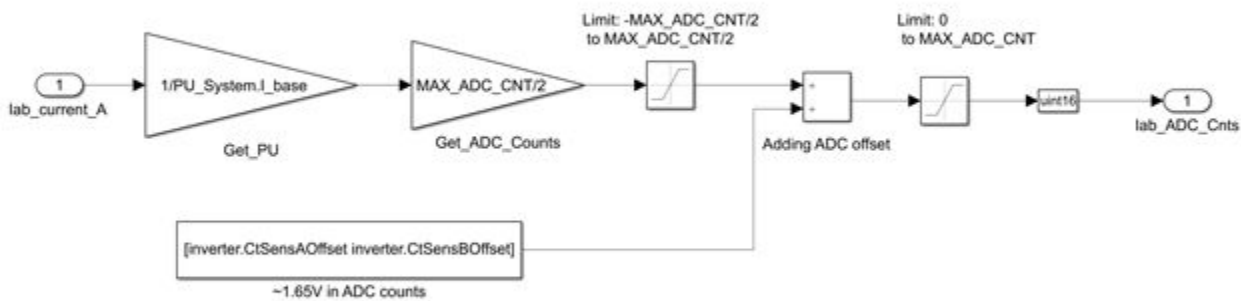 Limit: -MAX_ADC_CNT/2
to MAX_ADC_CNT/2
Limit: 0
to MAX_ADC_CNT
1
Iab_current_A
1/PU_System.I_base
Get_PU
MAX_ADC_CNT/2
Get_ADC_Counts
+
+
Adding ADC offset
uint16
1
Iab_ADC_Cnts
[inverter.CtSensAOffset inverter.CtSensBOffset]
~1.65V in ADC counts